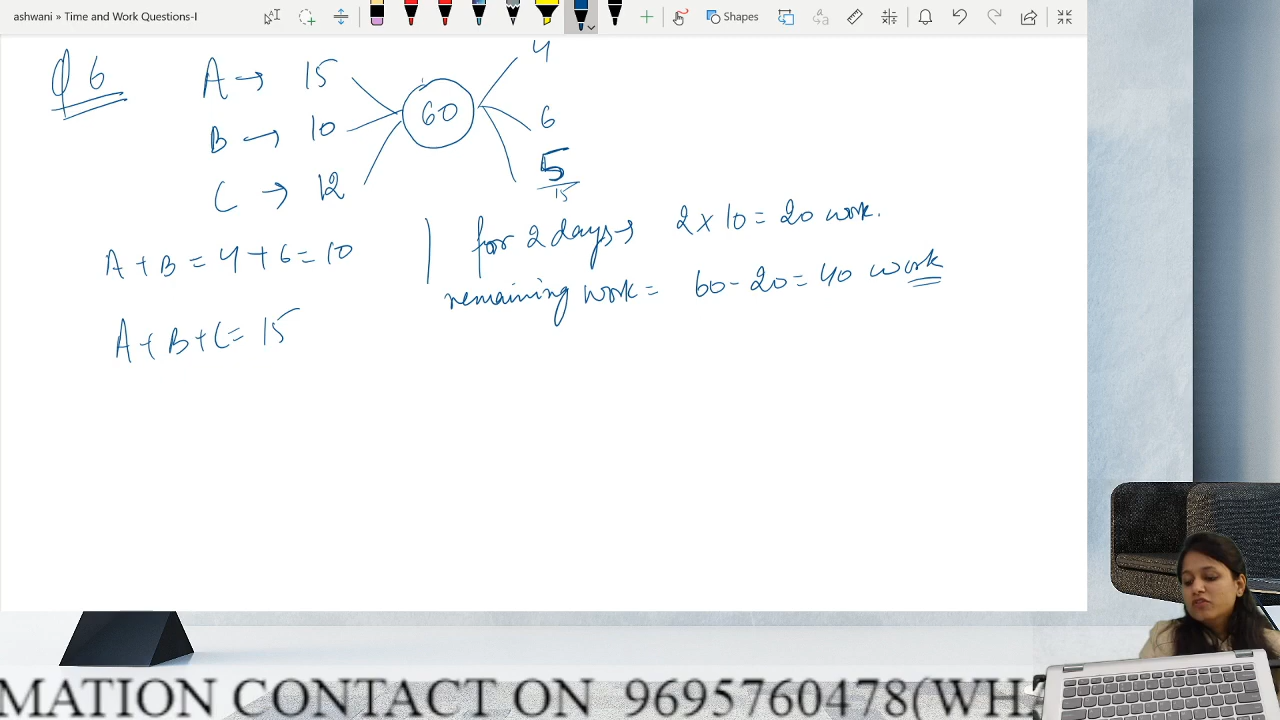 ashwani » Time and Work Questions-I
Shapes
Q 6
A → 15
60
4
B → 10
6
C → 12
5
15
A + B = 4 + 6 = 10
for 2 days → 2 x 10 = 20 work.
remaining work = 60 - 20 = 40 work
A + B + C = 15
MATION CONTACT ON 9695760478(WH